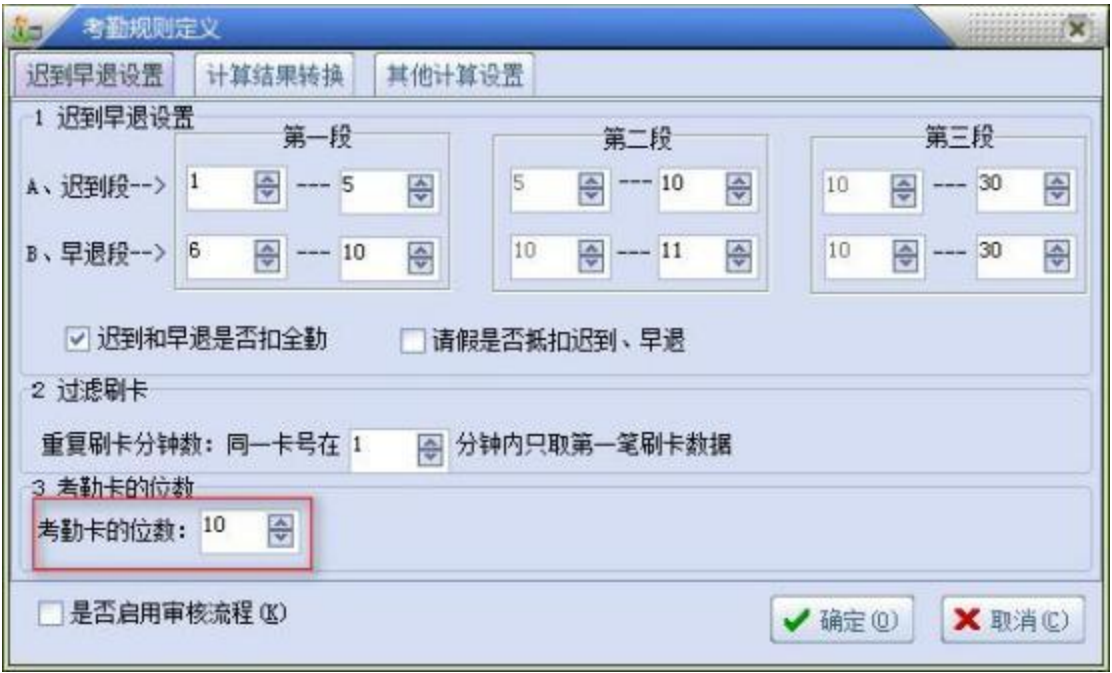 考勤规则定义
迟到早退设置 计算结果转换 其他计算设置
1 迟到早退设置
第一段 第二段 第三段
A、迟到段--> 1 --- 5 5 --- 10 10 --- 30
B、早退段--> 6 --- 10 10 --- 11 10 --- 30
迟到和早退是否扣全勤 请假是否抵扣迟到、早退
2 过滤刷卡
重复刷卡分钟数: 同一卡号在 1 分钟内只取第一笔刷卡数据
3 考勤卡的位数
考勤卡的位数: 10
是否启用审核流程(K) 确定(O) 取消(C)